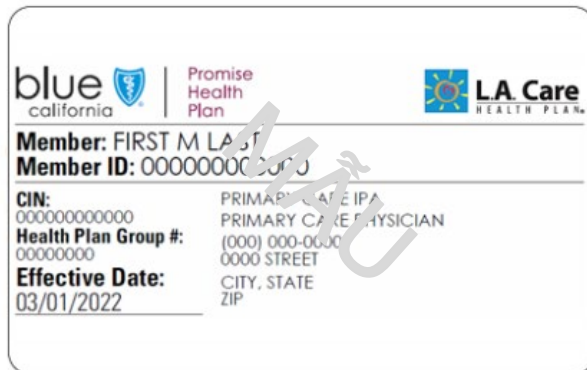 blue
california
Promise
Health
Plan
L.A. Care
HEALTH PLAN®
Member: FIRST M LAST
Member ID: 000000000000
CIN:
000000000000
Health Plan Group #:
00000000
Effective Date:
03/01/2022
PRIMARY CARE IPA
PRIMARY CARE PHYSICIAN
(000) 000-0000
0000 STREET
CITY, STATE
ZIP
MẪU